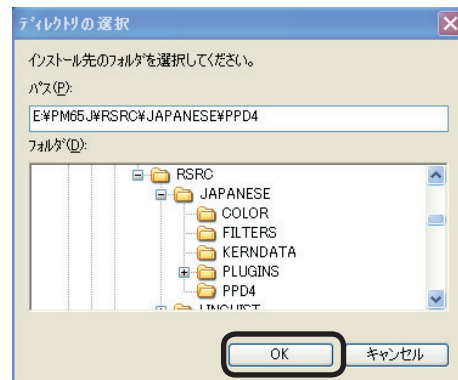 ﾃﾞｨﾚｸﾄﾘの選択
ｲﾝｽﾄｰﾙ先のﾌｫﾙﾀﾞを選択してください。
ﾊﾟｽ(P):
E:¥PM65J¥RSRC¥JAPANESE¥PPD4
ﾌｫﾙﾀﾞ(D):
RSRC
JAPANESE
COLOR
FILTERS
KERNDATA
PLUGINS
PPD4
LINGUIST
OK キャンセル